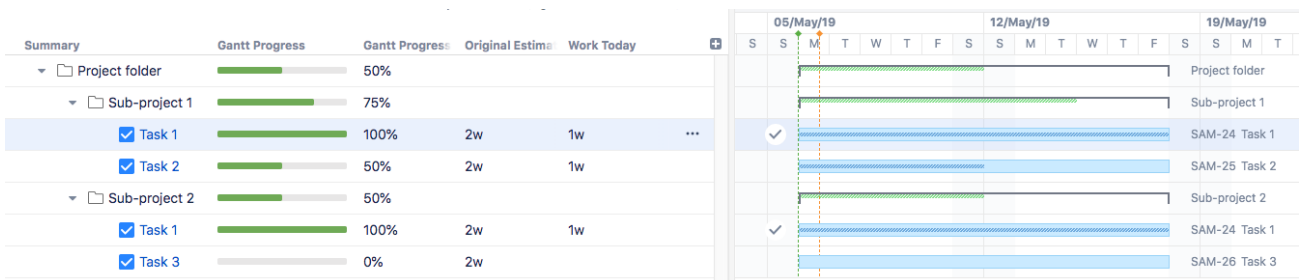 05/May/19 12/May/19 19/May/19
Summary Gantt Progress Gantt Progress Original Estima Work Today S S M T W T F S S M T W T F S S M T
Project folder 50% Project folder
Sub-project 1 75% Sub-project 1
Task 1 100% 2w 1w ... SAM-24 Task 1
Task 2 50% 2w 1w SAM-25 Task 2
Sub-project 2 50% Sub-project 2
Task 1 100% 2w 1w SAM-24 Task 1
Task 3 0% 2w SAM-26 Task 3